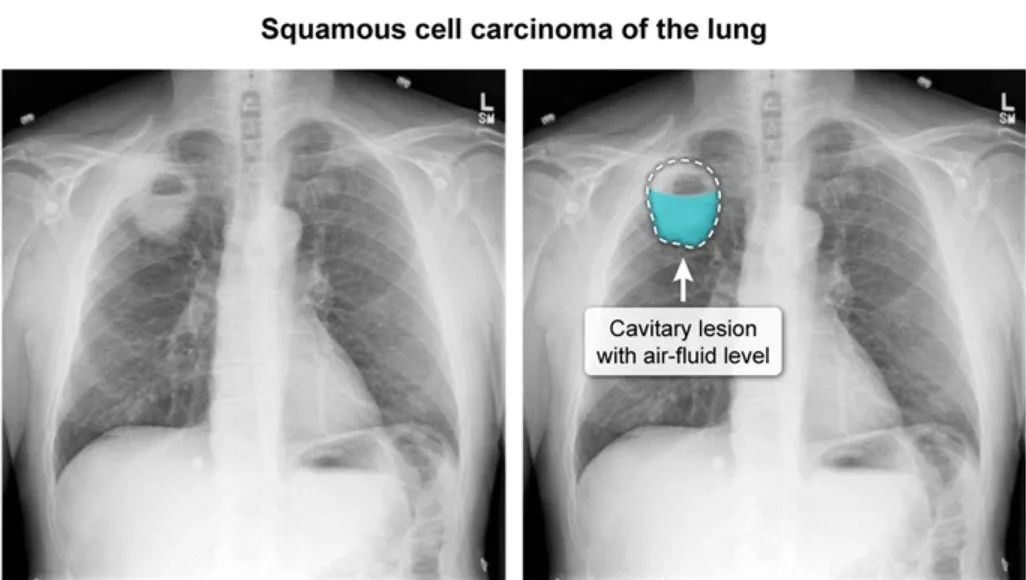 Squamous cell carcinoma of the lung
L
SM
L
SM
Cavitary lesion
with air-fluid level